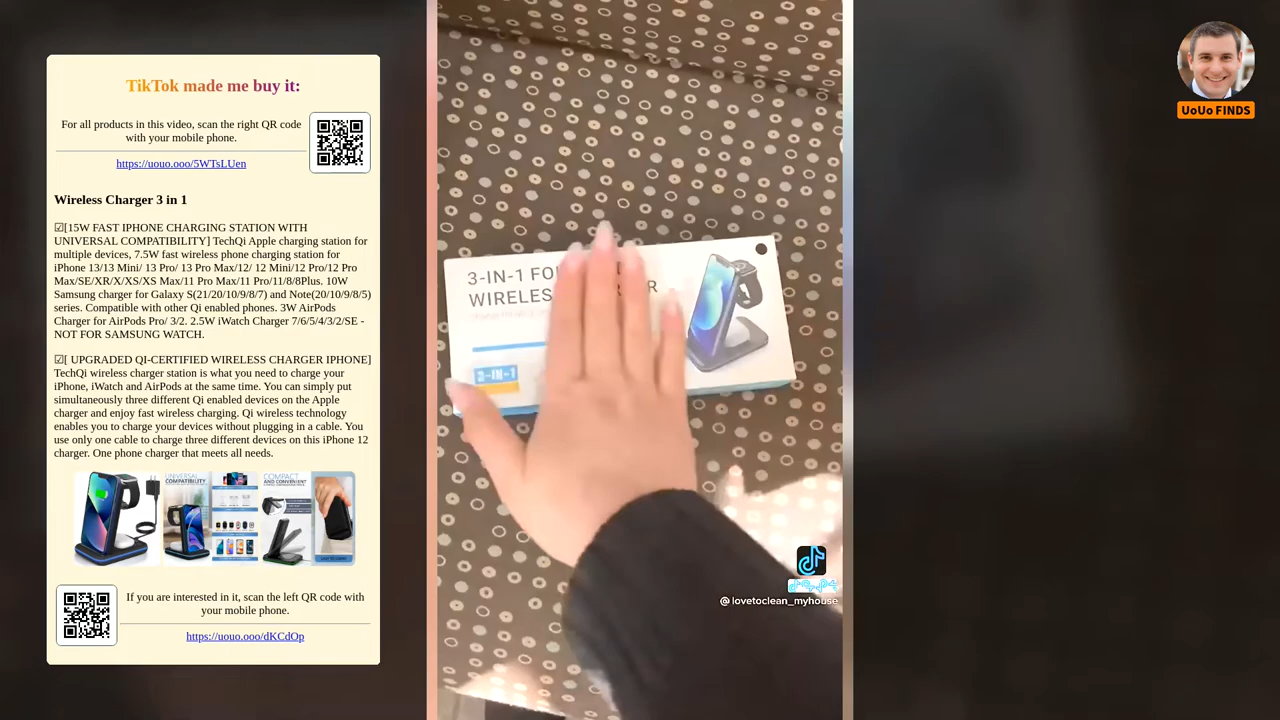 TikTok made me buy it:
For all products in this video, scan the right QR code
with your mobile phone.
https://uouo.ooo/5WTsLUen
Wireless Charger 3 in 1
☑[15W FAST IPHONE CHARGING STATION WITH
UNIVERSAL COMPATIBILITY] TechQi Apple charging station for
multiple devices, 7.5W fast wireless phone charging station for
iPhone 13/13 Mini/ 13 Pro/ 13 Pro Max/12/ 12 Mini/12 Pro/12 Pro
Max/SE/XR/X/XS/XS Max/11 Pro Max/11 Pro/11/8/8Plus. 10W
Samsung charger for Galaxy S(21/20/10/9/8/7) and Note(20/10/9/8/5)
series. Compatible with other Qi enabled phones. 3W AirPods
Charger for AirPods Pro/ 3/2. 2.5W iWatch Charger 7/6/5/4/3/2/SE -
NOT FOR SAMSUNG WATCH.
☑[ UPGRADED QI-CERTIFIED WIRELESS CHARGER IPHONE]
TechQi wireless charger station is what you need to charge your
iPhone, iWatch and AirPods at the same time. You can simply put
simultaneously three different Qi enabled devices on the Apple
charger and enjoy fast wireless charging. Qi wireless technology
enables you to charge your devices without plugging in a cable. You
use only one cable to charge three different devices on this iPhone 12
charger. One phone charger that meets all needs.
UNIVERSAL
COMPATIBILITY
COMPACT
AND CONVENIENT
If you are interested in it, scan the left QR code with
your mobile phone.
https://uouo.ooo/dKCdOp
3-IN-1
WIRELESS
3-IN-1
@lovetoclean_myhouse
UoUo FINDS